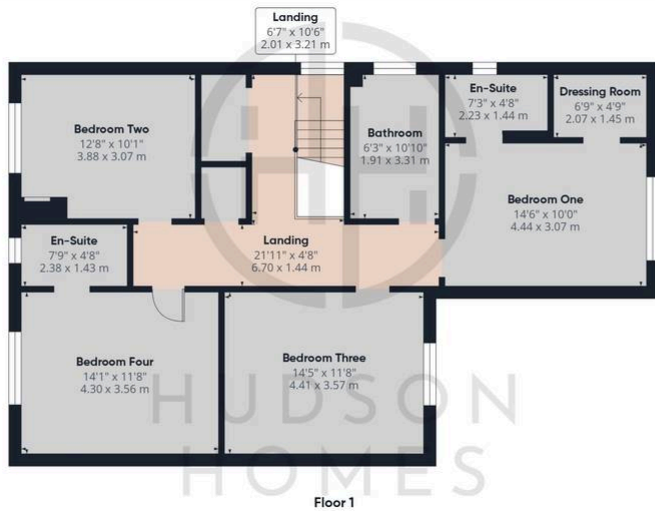 Landing
6'7" x 10'6"
2.01 x 3.21 m
Bedroom Two
12'8" x 10'1"
3.88 x 3.07 m
Bathroom
6'3" x 10'10"
1.91 x 3.31 m
En-Suite
7'3" x 4'8"
2.23 x 1.44 m
Dressing Room
6'9" x 4'9"
2.07 x 1.45 m
Bedroom One
14'6" x 10'0"
4.44 x 3.07 m
En-Suite
7'9" x 4'8"
2.38 x 1.43 m
Landing
21'11" x 4'8"
6.70 x 1.44 m
Bedroom Four
14'1" x 11'8"
4.30 x 3.56 m
Bedroom Three
14'5" x 11'8"
4.41 x 3.57 m
HUDSON
HOMES
Floor 1